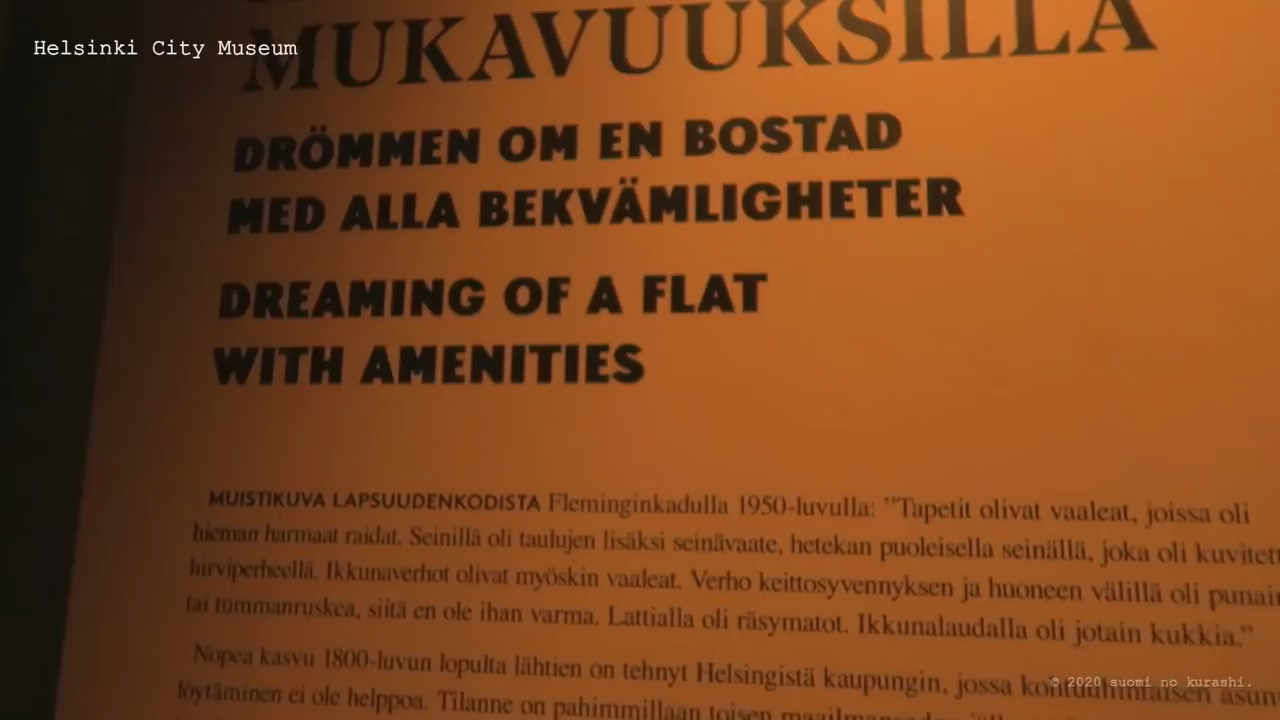 Helsinki City Museum
MUKAVUUKSILLA
DRÖMMEN OM EN BOSTAD
MED ALLA BEKVÄMLIGHETER
DREAMING OF A FLAT
WITH AMENITIES
MUISTIKUVA LAPSUUDENKODISTA Fleminginkadulla 1950-luvulla: "Tapetit olivat vaaleat, joissa oli
hieman harmaat raidat. Seinillä oli taulujen lisäksi seinävaate, hetekan puoleisella seinällä, joka oli
hirviperheellä. Ikkunaverhot olivat myöskin vaaleat. Verho keittosyvennyksen ja huoneen välillä oli
tai tummanruskea, siitä en ole ihan varma. Lattialla oli räsymatot. Ikkunalaudalla oli jotain kukkia."
Nopea kasvu 1800-luvun lopulta lähtien on tehnyt Helsingistä kaupungin, jossa
löytäminen ei ole helppoa. Tilanne on pahimmillaan toisen
© 2020 suomi no kurashi.